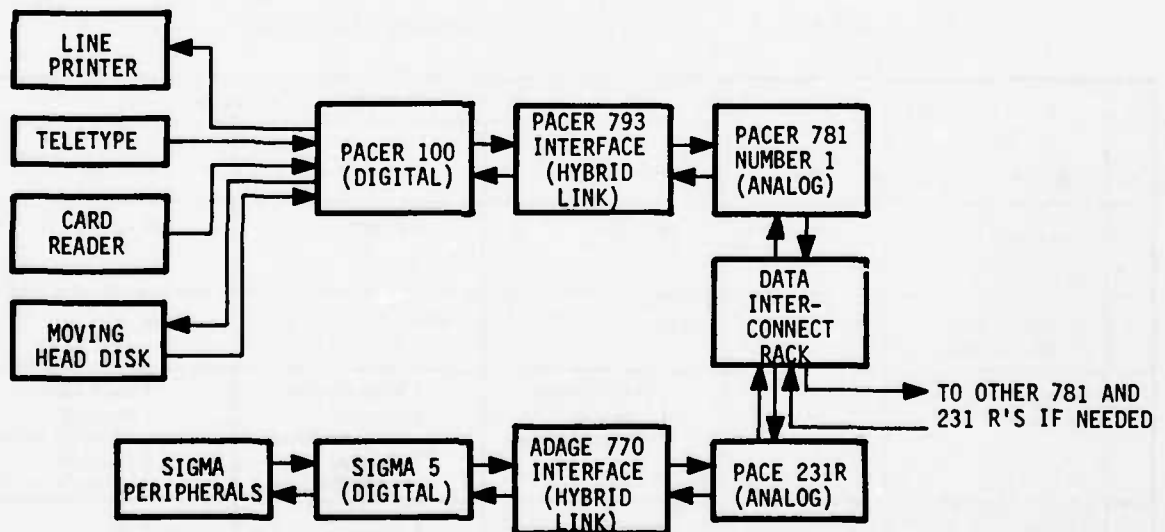 LINE
PRINTER
TELETYPE
CARD
READER
MOVING
HEAD DISK
PACER 100
(DIGITAL)
PACER 793
INTERFACE
(HYBRID
LINK)
PACER 781
NUMBER 1
(ANALOG)
DATA
INTER-
CONNECT
RACK
TO OTHER 781 AND
231 R'S IF NEEDED
SIGMA
PERIPHERALS
SIGMA 5
(DIGITAL)
ADAGE 770
INTERFACE
(HYBRID
LINK)
PACE 231R
(ANALOG)